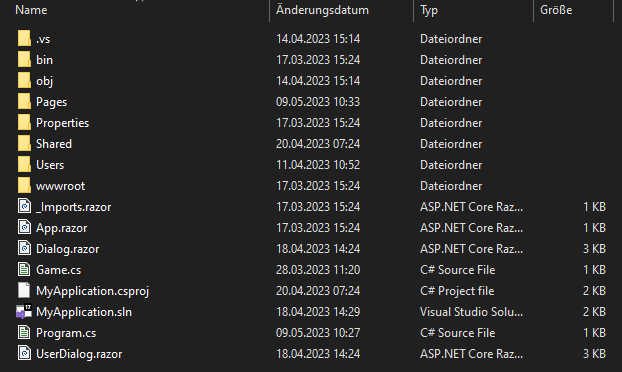 Name Änderungsdatum Typ Größe
.vs 14.04.2023 15:14 Dateiordner
bin 17.03.2023 15:24 Dateiordner
obj 14.04.2023 15:14 Dateiordner
Pages 09.05.2023 10:33 Dateiordner
Properties 17.03.2023 15:24 Dateiordner
Shared 20.04.2023 07:24 Dateiordner
Users 11.04.2023 10:52 Dateiordner
wwwroot 17.03.2023 15:24 Dateiordner
_Imports.razor 17.03.2023 15:24 ASP.NET Core Raz... 1 KB
App.razor 17.03.2023 15:24 ASP.NET Core Raz... 1 KB
Dialog.razor 18.04.2023 14:24 ASP.NET Core Raz... 3 KB
Game.cs 28.03.2023 11:20 C# Source File 1 KB
MyApplication.csproj 20.04.2023 07:24 C# Project file 2 KB
MyApplication.sln 18.04.2023 14:29 Visual Studio Solu... 2 KB
Program.cs 09.05.2023 10:27 C# Source File 1 KB
UserDialog.razor 18.04.2023 14:24 ASP.NET Core Raz... 3 KB